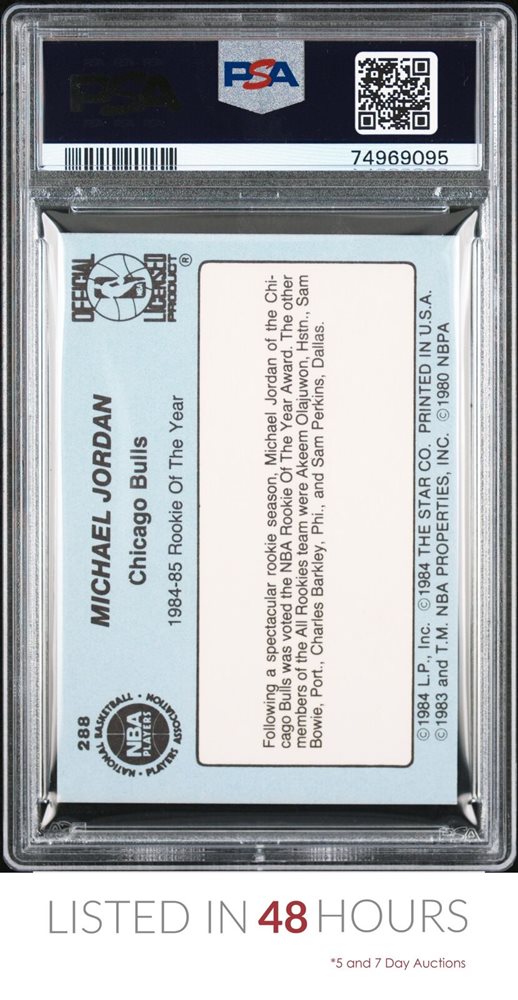 PSA
74969095
288
NATIONAL BASKETBALL
NBA
PLAYERS
PLAYERS ASSOCIATION
MICHAEL JORDAN
Chicago Bulls
1984-85 Rookie Of The Year
OFFICIAL
NBA
LICENSED
PRODUCT ®
Following a spectacular rookie season, Michael Jordan of the Chi-
cago Bulls was voted the NBA Rookie Of The Year Award. The other
members of the All Rookies team were Akeem Olajuwon, Hstn., Sam
Bowie, Port., Charles Barkley, Phi., and Sam Perkins, Dallas.
©1984 L.P., Inc. ©1984 THE STAR CO. PRINTED IN U.S.A.
©1983 and T.M. NBA PROPERTIES, INC. ©1980 NBPA
LISTED IN 48 HOURS
*5 and 7 Day Auctions